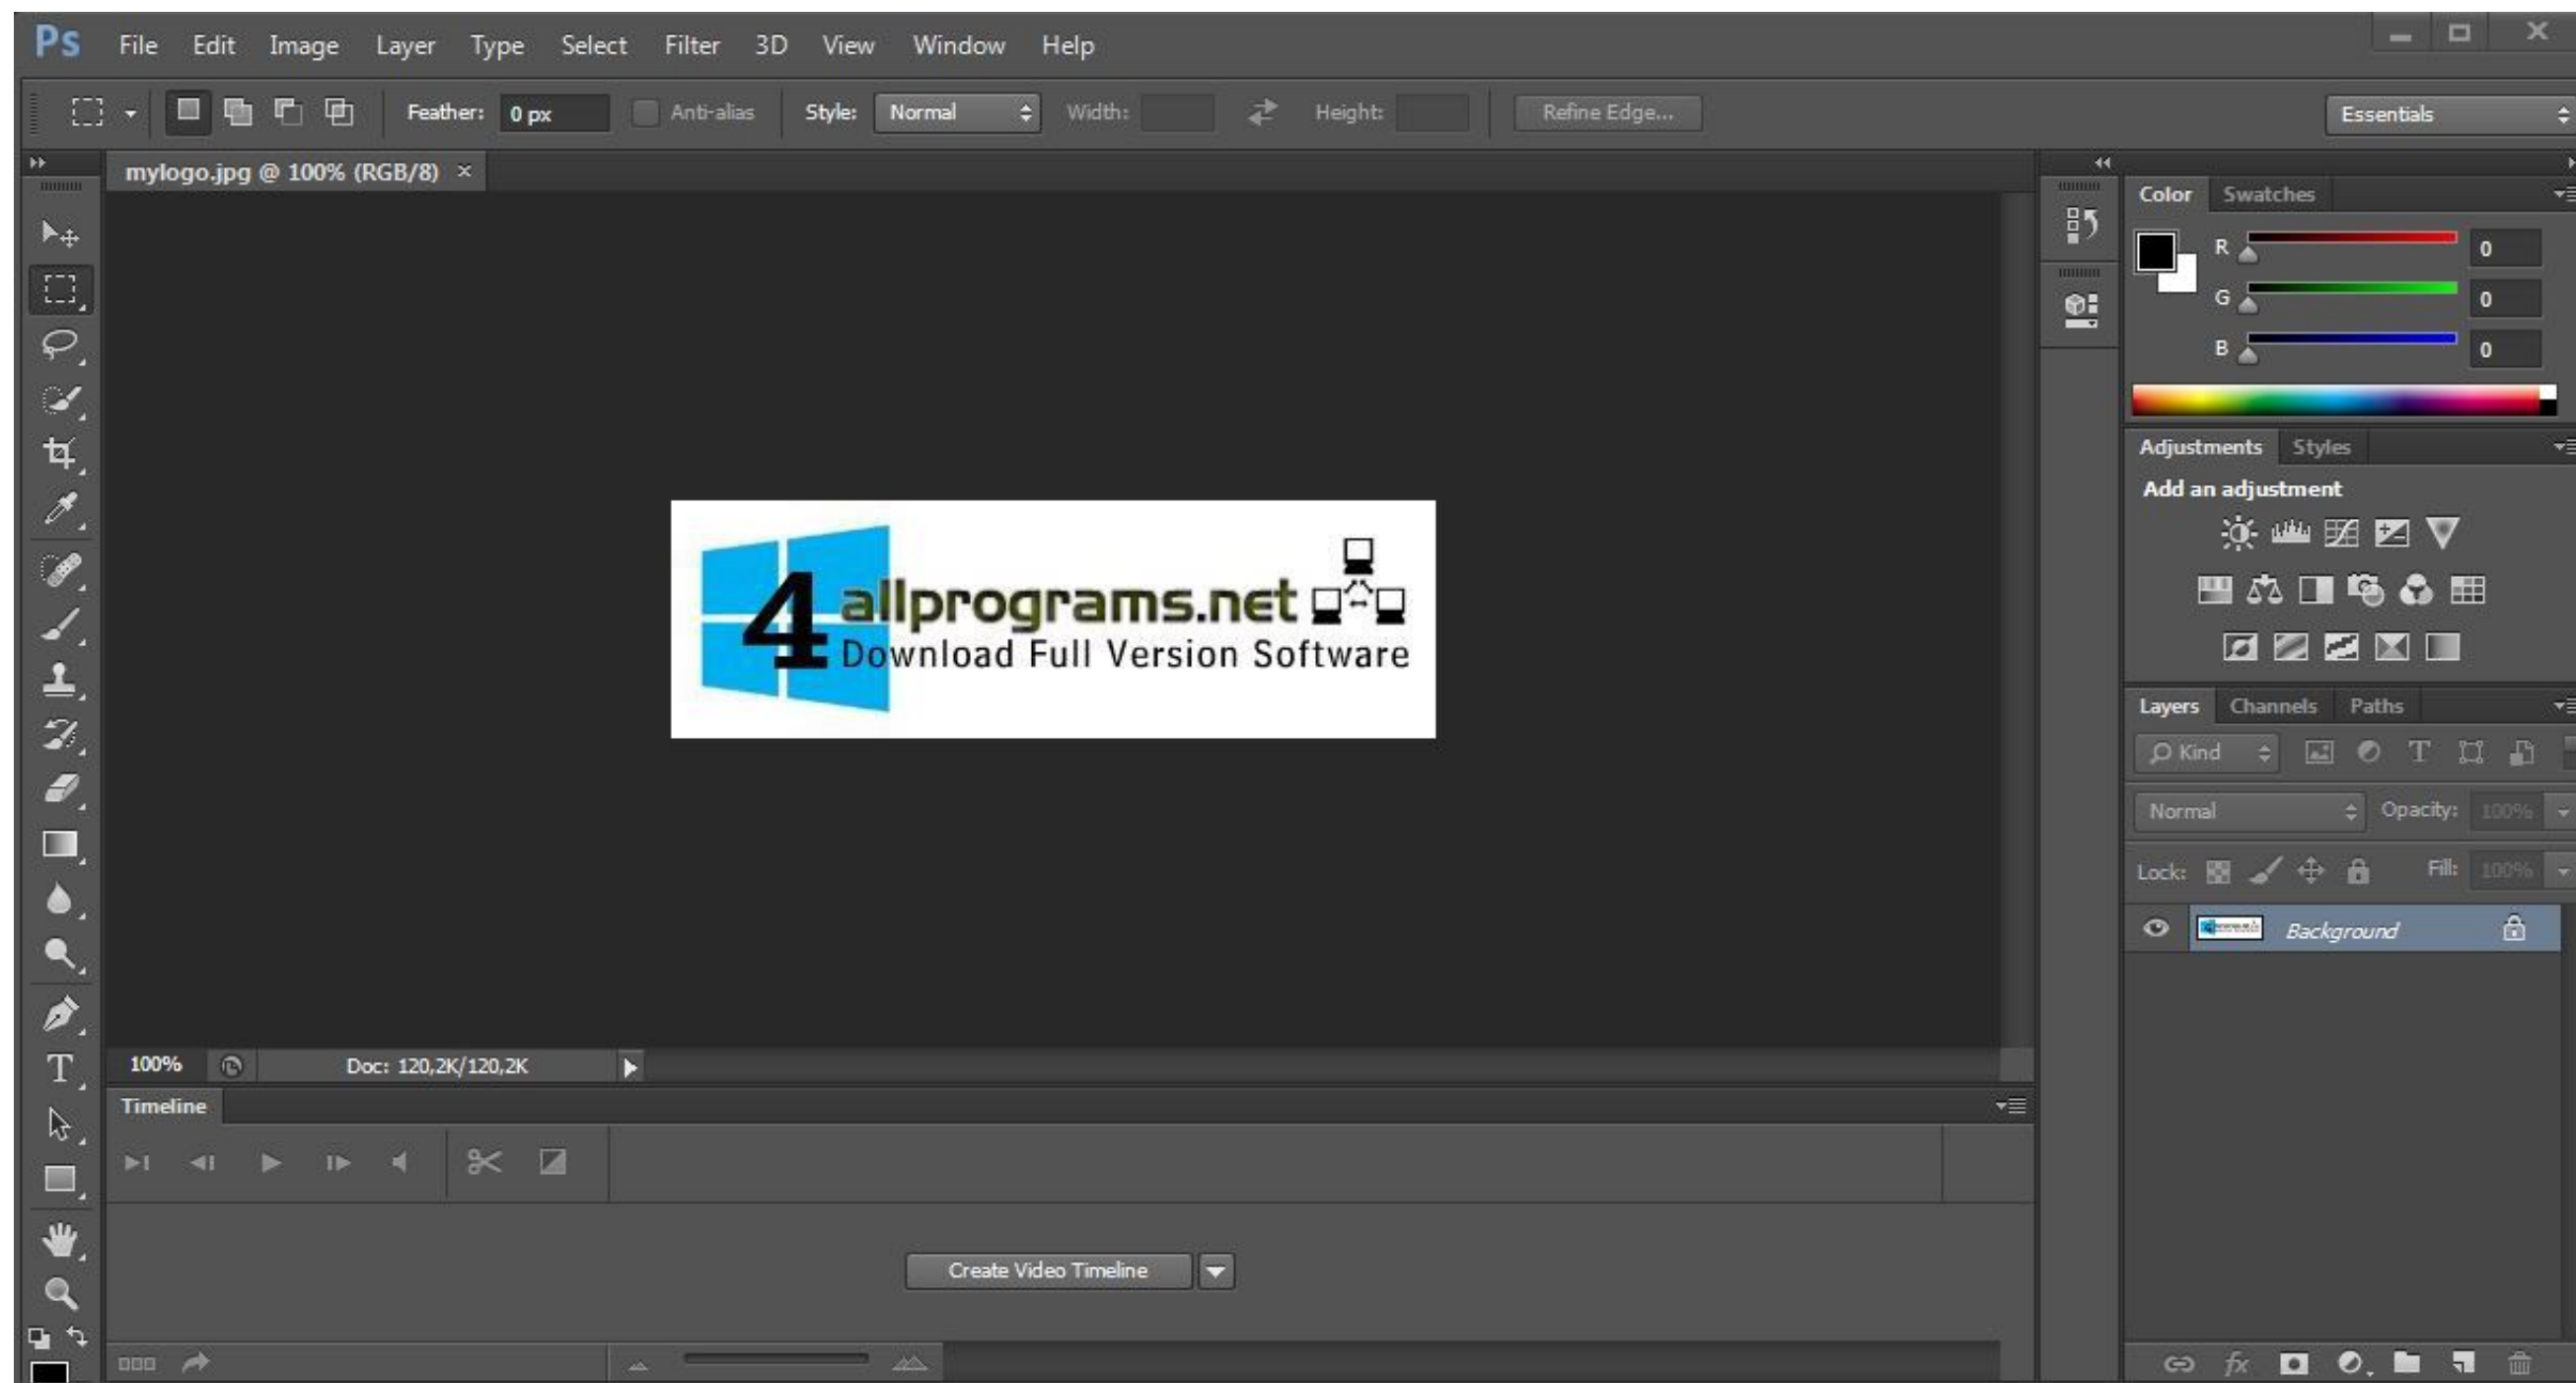 Ps File Edit Image Layer Type Select Filter 3D View Window Help
Feather: 0 px Anti-alias Style: Normal Width: Height: Refine Edge... Essentials
mylogo.jpg @ 100% (RGB/8) ×
Color Swatches
R 0
G 0
B 0
Adjustments Styles
Add an adjustment
4allprograms.net
Download Full Version Software
Layers Channels Paths
Kind T
Normal Opacity: 100%
Lock: Fill: 100%
Background
T
100% Doc: 120,2K/120,2K
Timeline
Create Video Timeline
fx